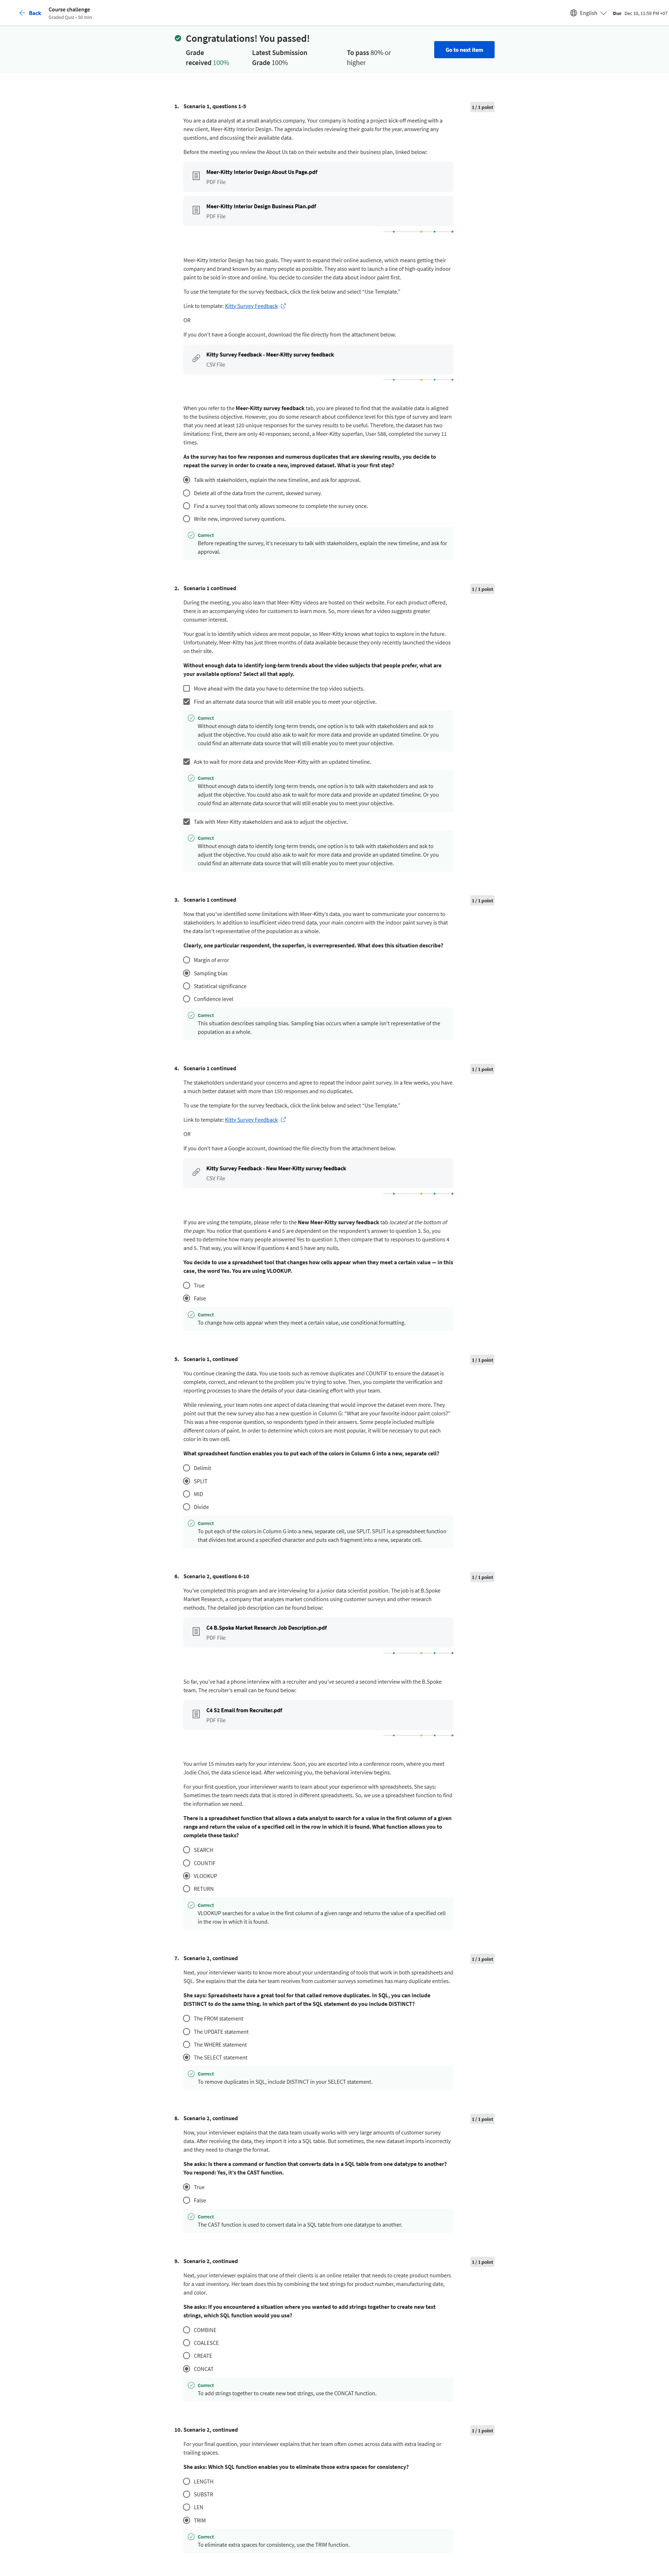 Back
Course challenge
Graded Quiz • 50 min
English
Due Dec 10, 11:59 PM +07
Congratulations! You passed!
Grade received 100%
Latest Submission Grade 100%
To pass 80% or higher
Go to next item
1. Scenario 1, questions 1-5
1 / 1 point
You are a data analyst at a small analytics company. Your company is hosting a project kick-off meeting with a
new client, Meer-Kitty Interior Design. The agenda includes reviewing their goals for the year, answering any
questions, and discussing their available data.
Before the meeting you review the About Us tab on their website and their business plan, linked below:
Meer-Kitty Interior Design About Us Page.pdf
PDF File
Meer-Kitty Interior Design Business Plan.pdf
PDF File
Meer-Kitty Interior Design has two goals. They want to expand their online audience, which means getting their
company and brand known by as many people as possible. They also want to launch a line of high-quality indoor
paint to be sold in-store and online. You decide to consider the data about indoor paint first.
To use the template for the survey feedback, click the link below and select "Use Template."
Link to template: Kitty Survey Feedback
OR
If you don't have a Google account, download the file directly from the attachment below.
Kitty Survey Feedback - Meer-Kitty survey feedback
CSV File
When you refer to the Meer-Kitty survey feedback tab, you are pleased to find that the available data is aligned
to the business objective. However, you do some research about confidence level for this type of survey and learn
that you need at least 120 unique responses for the survey results to be useful. Therefore, the dataset has two
limitations: First, there are only 40 responses; second, a Meer-Kitty superfan, User 588, completed the survey 11
times.
As the survey has too few responses and numerous duplicates that are skewing results, you decide to
repeat the survey in order to create a new, improved dataset. What is your first step?
Talk with stakeholders, explain the new timeline, and ask for approval.
Delete all of the data from the current, skewed survey.
Find a survey tool that only allows someone to complete the survey once.
Write new, improved survey questions.
Correct
Before repeating the survey, it's necessary to talk with stakeholders, explain the new timeline, and ask for
approval.
2. Scenario 1 continued
1 / 1 point
During the meeting, you also learn that Meer-Kitty videos are hosted on their website. For each product offered,
there is an accompanying video for customers to learn more. So, more views for a video suggests greater
consumer interest.
Your goal is to identify which videos are most popular, so Meer-Kitty knows what topics to explore in the future.
Unfortunately, Meer-Kitty has just three months of data available because they only recently launched the videos
on their site.
Without enough data to identify long-term trends about the video subjects that people prefer, what are
your available options? Select all that apply.
Move ahead with the data you have to determine the top video subjects.
Find an alternate data source that will still enable you to meet your objective.
Correct
Without enough data to identify long-term trends, one option is to talk with stakeholders and ask to
adjust the objective. You could also ask to wait for more data and provide an updated timeline. Or you
could find an alternate data source that will still enable you to meet your objective.
Ask to wait for more data and provide Meer-Kitty with an updated timeline.
Correct
Without enough data to identify long-term trends, one option is to talk with stakeholders and ask to
adjust the objective. You could also ask to wait for more data and provide an updated timeline. Or you
could find an alternate data source that will still enable you to meet your objective.
Talk with Meer-Kitty stakeholders and ask to adjust the objective.
Correct
Without enough data to identify long-term trends, one option is to talk with stakeholders and ask to
adjust the objective. You could also ask to wait for more data and provide an updated timeline. Or you
could find an alternate data source that will still enable you to meet your objective.
3. Scenario 1 continued
1 / 1 point
Now that you've identified some limitations with Meer-Kitty's data, you want to communicate your concerns to
stakeholders. In addition to insufficient video trend data, your main concern with the indoor paint survey is that
the data isn't representative of the population as a whole.
Clearly, one particular respondent, the superfan, is overrepresented. What does this situation describe?
Margin of error
Sampling bias
Statistical significance
Confidence level
Correct
This situation describes sampling bias. Sampling bias occurs when a sample isn't representative of the
population as a whole.
4. Scenario 1 continued
1 / 1 point
The stakeholders understand your concerns and agree to repeat the indoor paint survey. In a few weeks, you have
a much better dataset with more than 150 responses and no duplicates.
To use the template for the survey feedback, click the link below and select "Use Template."
Link to template: Kitty Survey Feedback
OR
If you don't have a Google account, download the file directly from the attachment below.
Kitty Survey Feedback - New Meer-Kitty survey feedback
CSV File
If you are using the template, please refer to the New Meer-Kitty survey feedback tab located at the bottom of
the page. You notice that questions 4 and 5 are dependent on the respondent's answer to question 3. So, you
need to determine how many people answered Yes to question 3, then compare that to responses to questions 4
and 5. That way, you will know if questions 4 and 5 have any nulls.
You decide to use a spreadsheet tool that changes how cells appear when they meet a certain value — in this
case, the word Yes. You are using VLOOKUP.
True
False
Correct
To change how cells appear when they meet a certain value, use conditional formatting.
5. Scenario 1, continued
1 / 1 point
You continue cleaning the data. You use tools such as remove duplicates and COUNTIF to ensure the dataset is
complete, correct, and relevant to the problem you're trying to solve. Then, you complete the verification and
reporting processes to share the details of your data-cleaning effort with your team.
While reviewing, your team notes one aspect of data cleaning that would improve the dataset even more. They
point out that the new survey also has a new question in Column G: "What are your favorite indoor paint colors?"
This was a free-response question, so respondents typed in their answers. Some people included multiple
different colors of paint. In order to determine which colors are most popular, it will be necessary to put each
color in its own cell.
What spreadsheet function enables you to put each of the colors in Column G into a new, separate cell?
Delimit
SPLIT
MID
Divide
Correct
To put each of the colors in Column G into a new, separate cell, use SPLIT. SPLIT is a spreadsheet function
that divides text around a specified character and puts each fragment into a new, separate cell.
6. Scenario 2, questions 6-10
1 / 1 point
You've completed this program and are interviewing for a junior data scientist position. The job is at B.Spoke
Market Research, a company that analyzes market conditions using customer surveys and other research
methods. The detailed job description can be found below:
C4 B.Spoke Market Research Job Description.pdf
PDF File
So far, you've had a phone interview with a recruiter and you've secured a second interview with the B.Spoke
team. The recruiter's email can be found below:
C4 S2 Email from Recruiter.pdf
PDF File
You arrive 15 minutes early for your interview. Soon, you are escorted into a conference room, where you meet
Jodie Choi, the data science lead. After welcoming you, the behavioral interview begins.
For your first question, your interviewer wants to learn about your experience with spreadsheets. She says:
Sometimes the team needs data that is stored in different spreadsheets. So, we use a spreadsheet function to find
the information we need.
There is a spreadsheet function that allows a data analyst to search for a value in the first column of a given
range and return the value of a specified cell in the row in which it is found. What function allows you to
complete these tasks?
SEARCH
COUNTIF
VLOOKUP
RETURN
Correct
VLOOKUP searches for a value in the first column of a given range and returns the value of a specified cell
in the row in which it is found.
7. Scenario 2, continued
1 / 1 point
Next, your interviewer wants to know more about your understanding of tools that work in both spreadsheets and
SQL. She explains that the data her team receives from customer surveys sometimes has many duplicate entries.
She says: Spreadsheets have a great tool for that called remove duplicates. In SQL, you can include
DISTINCT to do the same thing. In which part of the SQL statement do you include DISTINCT?
The FROM statement
The UPDATE statement
The WHERE statement
The SELECT statement
Correct
To remove duplicates in SQL, include DISTINCT in your SELECT statement.
8. Scenario 2, continued
1 / 1 point
Now, your interviewer explains that the data team usually works with very large amounts of customer survey
data. After receiving the data, they import it into a SQL table. But sometimes, the new dataset imports incorrectly
and they need to change the format.
She asks: Is there a command or function that converts data in a SQL table from one datatype to another?
You respond: Yes, it's the CAST function.
True
False
Correct
The CAST function is used to convert data in a SQL table from one datatype to another.
9. Scenario 2, continued
1 / 1 point
Next, your interviewer explains that one of their clients is an online retailer that needs to create product numbers
for a vast inventory. Her team does this by combining the text strings for product number, manufacturing date,
and color.
She asks: If you encountered a situation where you wanted to add strings together to create new text
strings, which SQL function would you use?
COMBINE
COALESCE
CREATE
CONCAT
Correct
To add strings together to create new text strings, use the CONCAT function.
10. Scenario 2, continued
1 / 1 point
For your final question, your interviewer explains that her team often comes across data with extra leading or
trailing spaces.
She asks: Which SQL function enables you to eliminate those extra spaces for consistency?
LENGTH
SUBSTR
LEN
TRIM
Correct
To eliminate extra spaces for consistency, use the TRIM function.